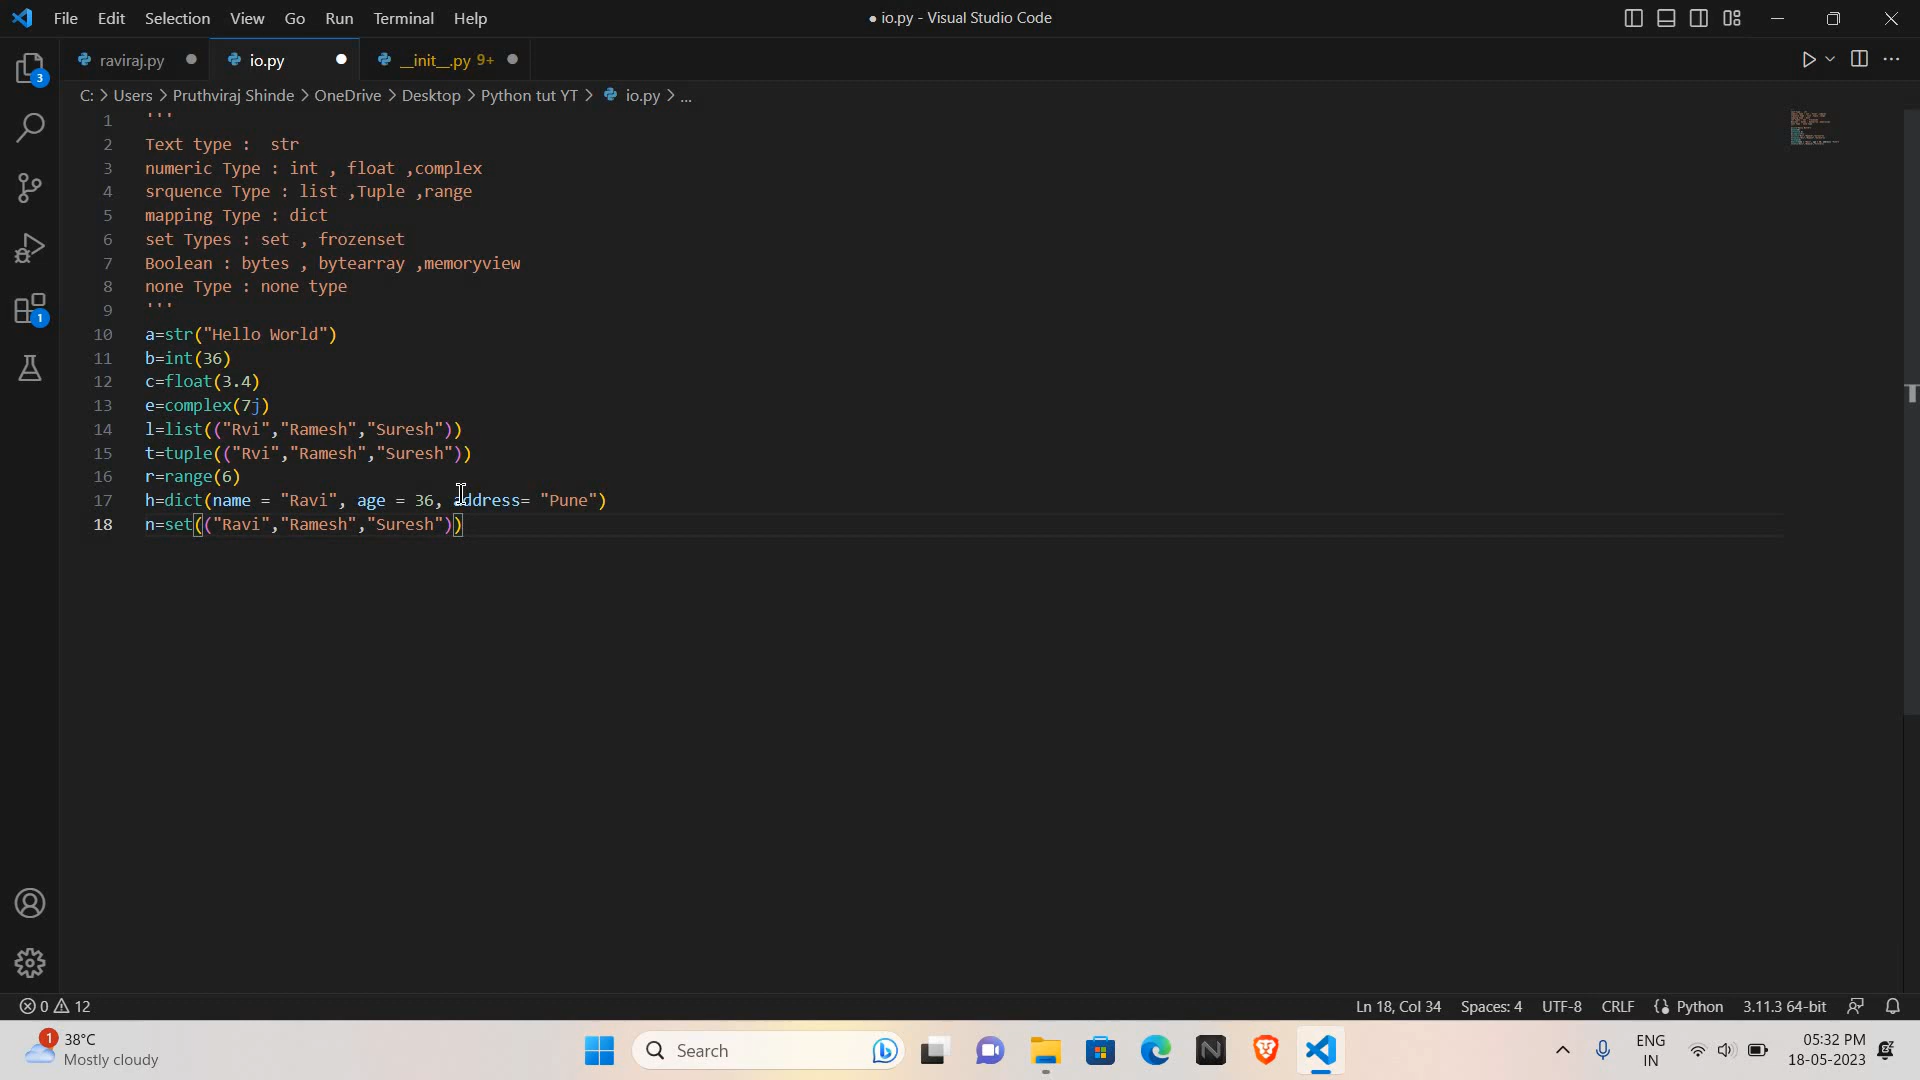 File Edit Selection View Go Run Terminal Help
● io.py - Visual Studio Code
raviraj.py
io.py
__init__.py 9+
3
1
C: > Users > Pruthviraj Shinde > OneDrive > Desktop > Python tut YT > io.py > ...
1 '''
2 Text type :  str
3 numeric Type : int , float ,complex
4 srquence Type : list ,Tuple ,range
5 mapping Type : dict
6 set Types : set , frozenset
7 Boolean : bytes , bytearray ,memoryview
8 none Type : none type
9 '''
10 a=str("Hello World")
11 b=int(36)
12 c=float(3.4)
13 e=complex(7j)
14 l=list(("Rvi","Ramesh","Suresh"))
15 t=tuple(("Rvi","Ramesh","Suresh"))
16 r=range(6)
17 h=dict(name = "Ravi", age = 36, address= "Pune")
18 n=set(("Ravi","Ramesh","Suresh"))
0 12
Ln 18, Col 34 Spaces: 4 UTF-8 CRLF Python 3.11.3 64-bit
1
38°C
Mostly cloudy
Search
ENG
IN
05:32 PM
18-05-2023